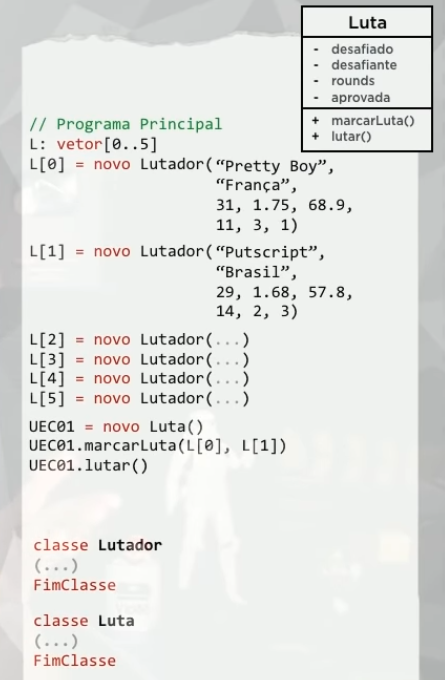 Luta
- desafiado
- desafiante
- rounds
- aprovada
+ marcarLuta()
+ lutar()
// Programa Principal
L: vetor[0..5]
L[0] = novo Lutador(“Pretty Boy”,
“França”,
31, 1.75, 68.9,
11, 3, 1)
L[1] = novo Lutador(“Putscript”,
“Brasil”,
29, 1.68, 57.8,
14, 2, 3)
L[2] = novo Lutador(...)
L[3] = novo Lutador(...)
L[4] = novo Lutador(...)
L[5] = novo Lutador(...)
UEC01 = novo Luta()
UEC01.marcarLuta(L[0], L[1])
UEC01.lutar()
classe Lutador
(...)
FimClasse
classe Luta
(...)
FimClasse